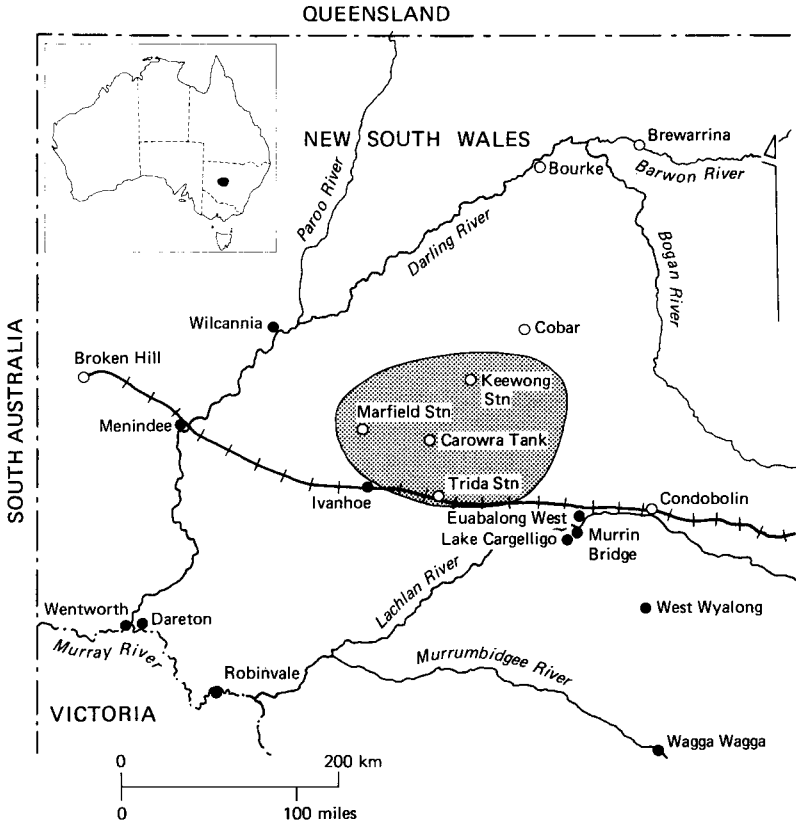 QUEENSLAND
NEW SOUTH WALES
Brewarrina
Bourke
Barwon River
Paroo River
Darling River
Bogan River
Wilcannia
Cobar
SOUTH AUSTRALIA
Broken Hill
Keewong
Stn
Marfield Stn
Menindee
Carowra Tank
Trida Stn
Ivanhoe
Condobolin
Euabalong West
Lake Cargelligo
Murrin
Bridge
Lachlan River
Wentworth
Dareton
West Wyalong
Murray River
Robinvale
Murrumbidgee River
VICTORIA
Wagga Wagga
0
200 km
0
100 miles